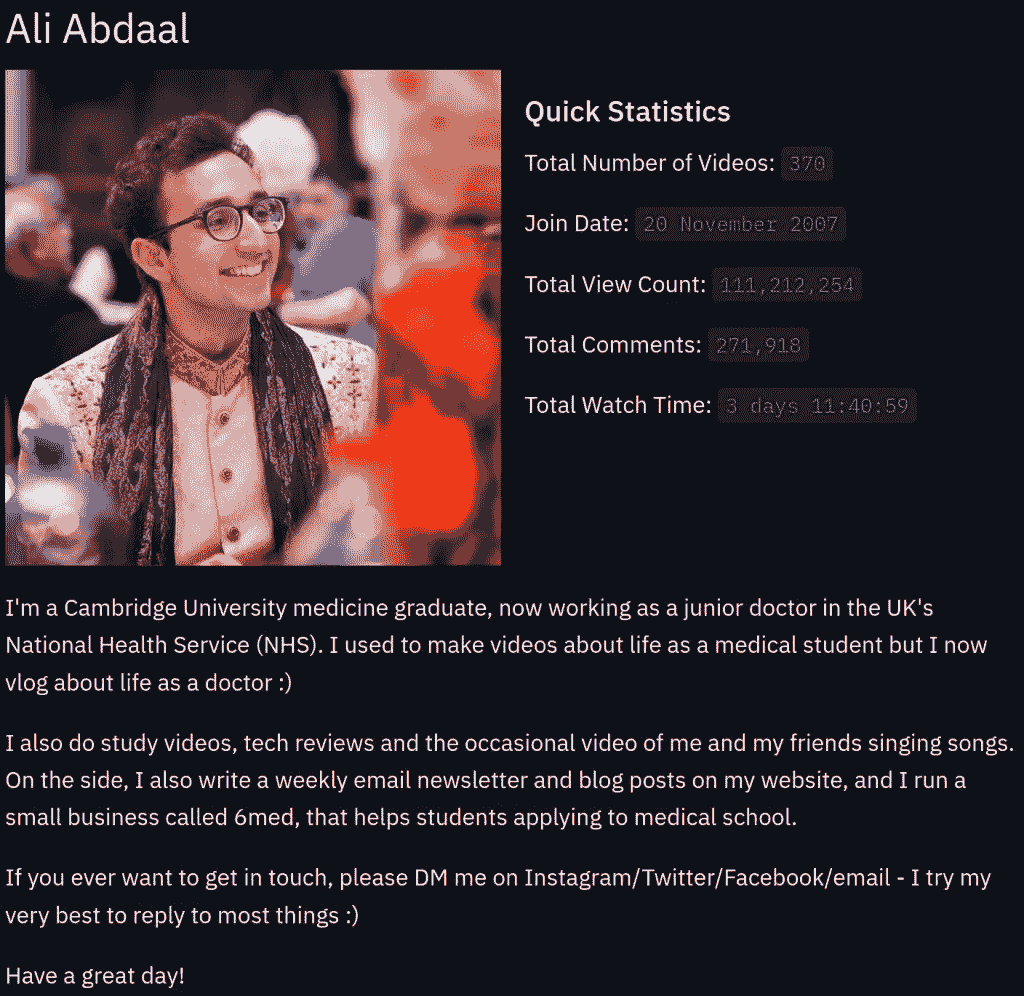 Ali Abdaal
Quick Statistics
Total Number of Videos: 370
Join Date: 20 November 2007
Total View Count: 111,212,254
Total Comments: 271,918
Total Watch Time: 3 days 11:40:59
I'm a Cambridge University medicine graduate, now working as a junior doctor in the UK's
National Health Service (NHS). I used to make videos about life as a medical student but I now
vlog about life as a doctor :)
I also do study videos, tech reviews and the occasional video of me and my friends singing songs.
On the side, I also write a weekly email newsletter and blog posts on my website, and I run a
small business called 6med, that helps students applying to medical school.
If you ever want to get in touch, please DM me on Instagram/Twitter/Facebook/email - I try my
very best to reply to most things :)
Have a great day!